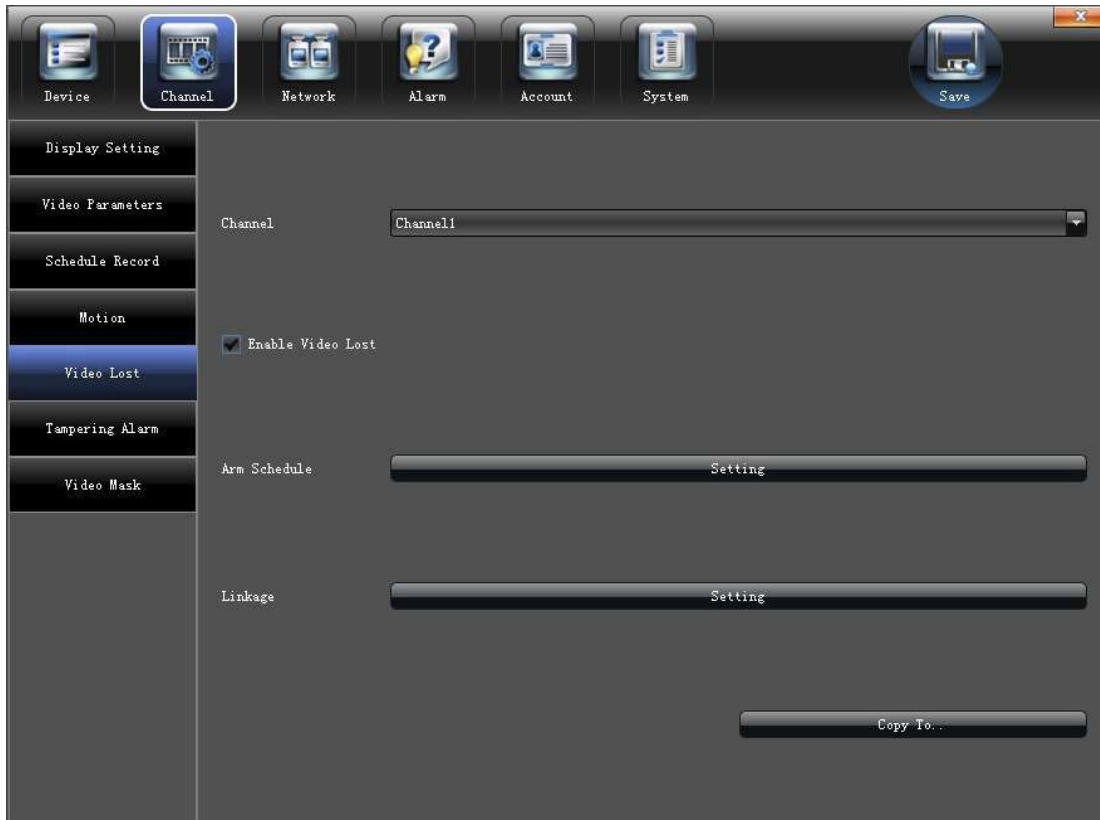 Device
Channel
Network
Alarm
Account
System
Save
Display Setting
Video Parameters
Schedule Record
Motion
Video Lost
Tampering Alarm
Video Mask
Channel
Channel1
Enable Video Lost
Arm Schedule
Setting
Linkage
Setting
Copy To..